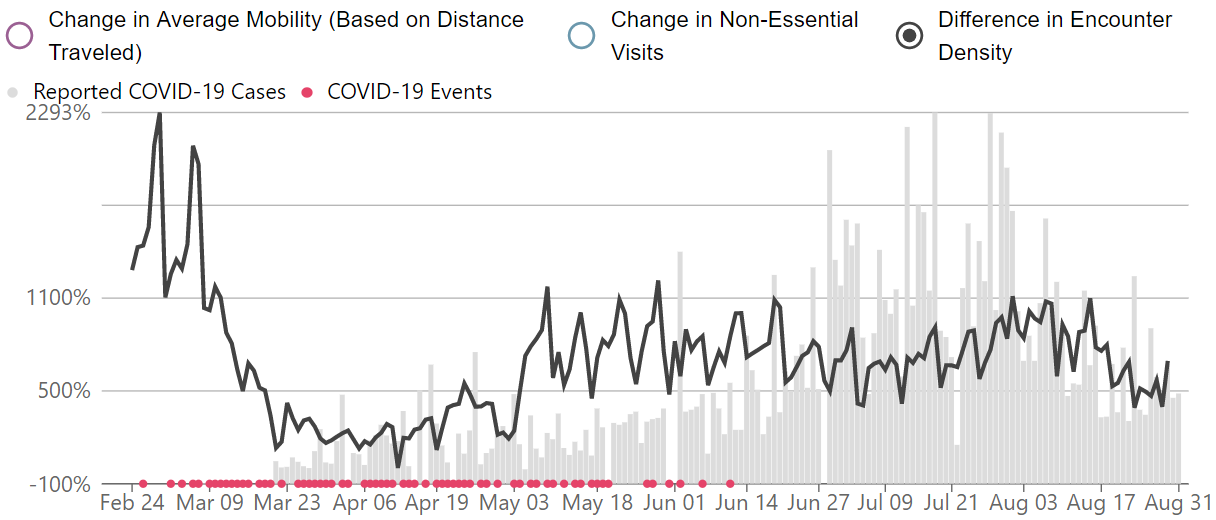 Change in Average Mobility (Based on Distance Traveled)
Change in Non-Essential Visits
Difference in Encounter Density
Reported COVID-19 Cases
COVID-19 Events
2293%
1100%
500%
-100%
Feb 24 Mar 09 Mar 23 Apr 06 Apr 19 May 03 May 18 Jun 01 Jun 14 Jun 27 Jul 09 Jul 21 Aug 03 Aug 17 Aug 31